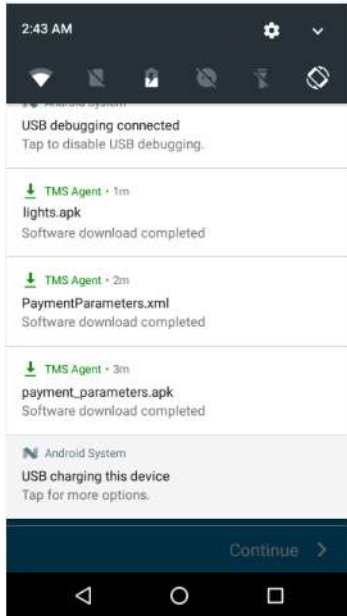 2:43 AM
Android System
USB debugging connected
Tap to disable USB debugging.
TMS Agent • 1m
lights.apk
Software download completed
TMS Agent • 2m
PaymentParameters.xml
Software download completed
TMS Agent • 3m
payment_parameters.apk
Software download completed
Android System
USB charging this device
Tap for more options.
Continue